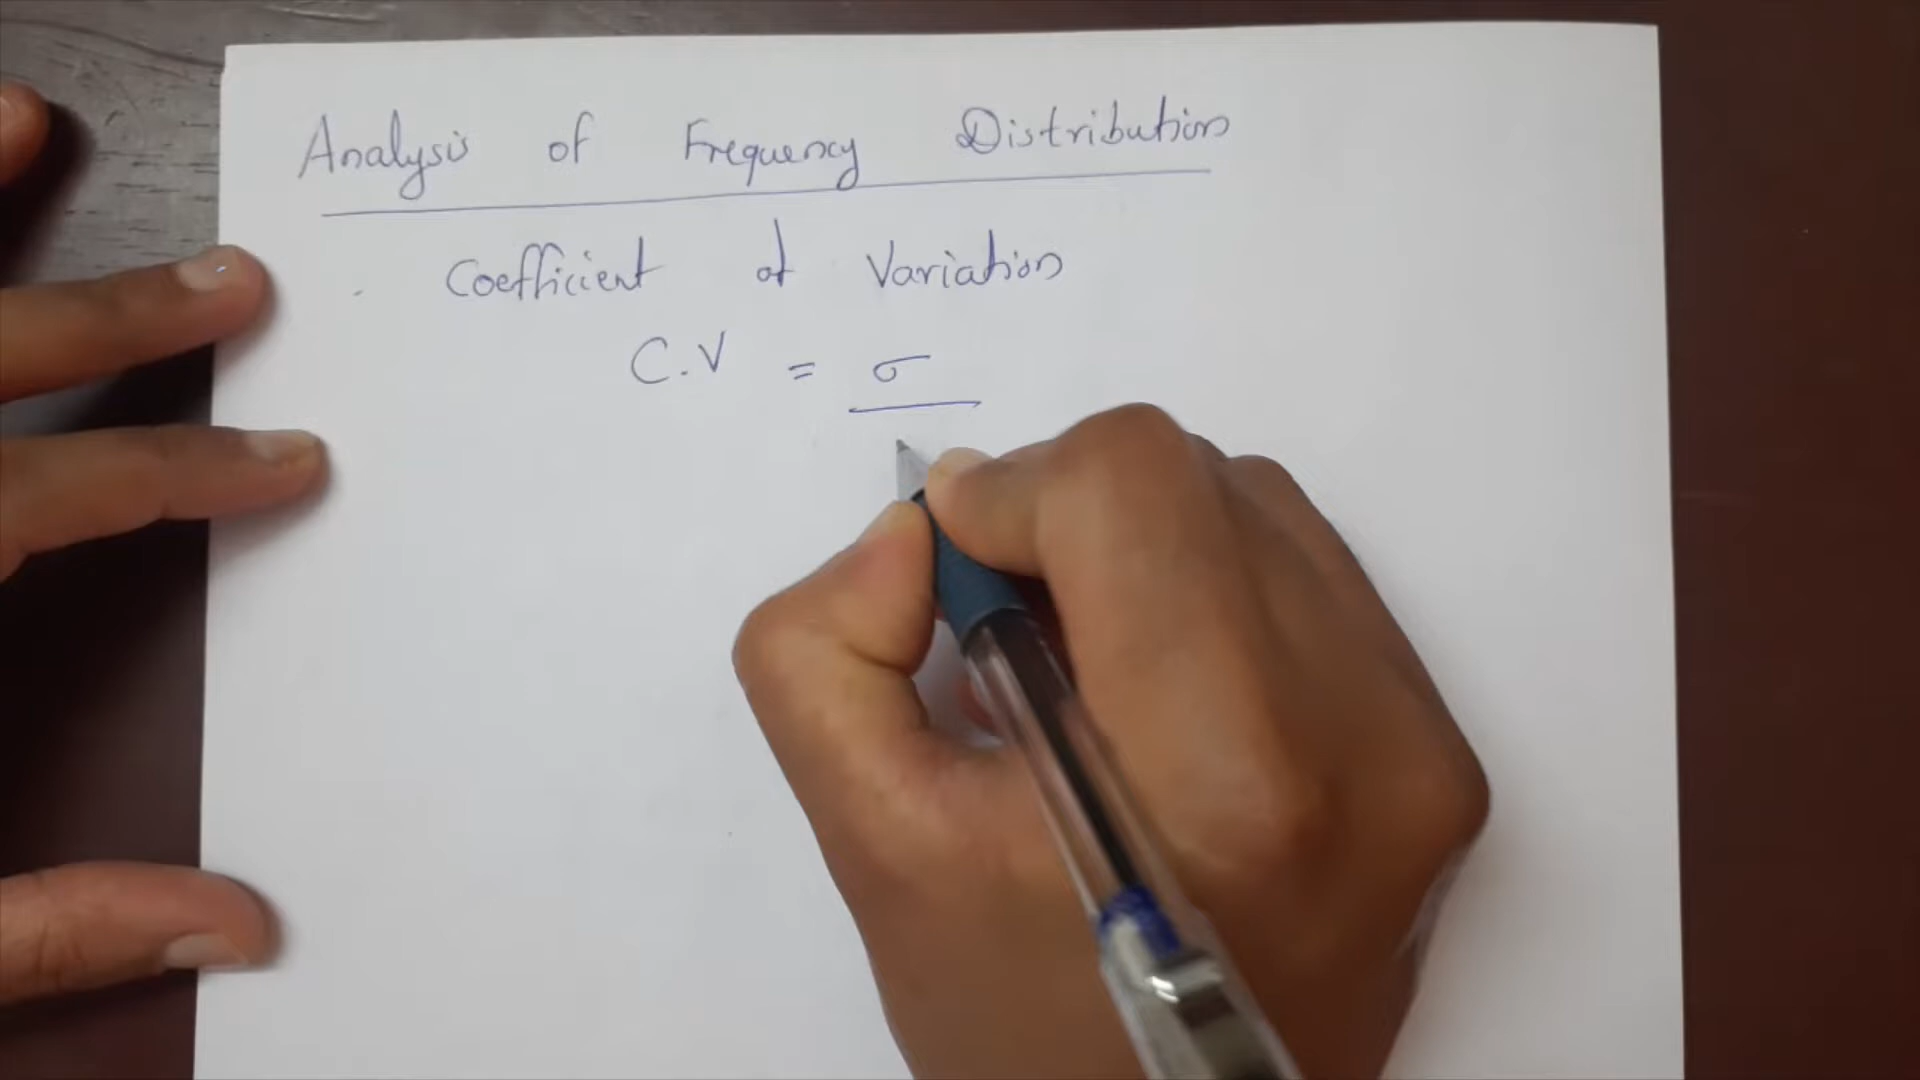 Analysis of Frequency Distribution
Coefficient of Variation
C.V = σ